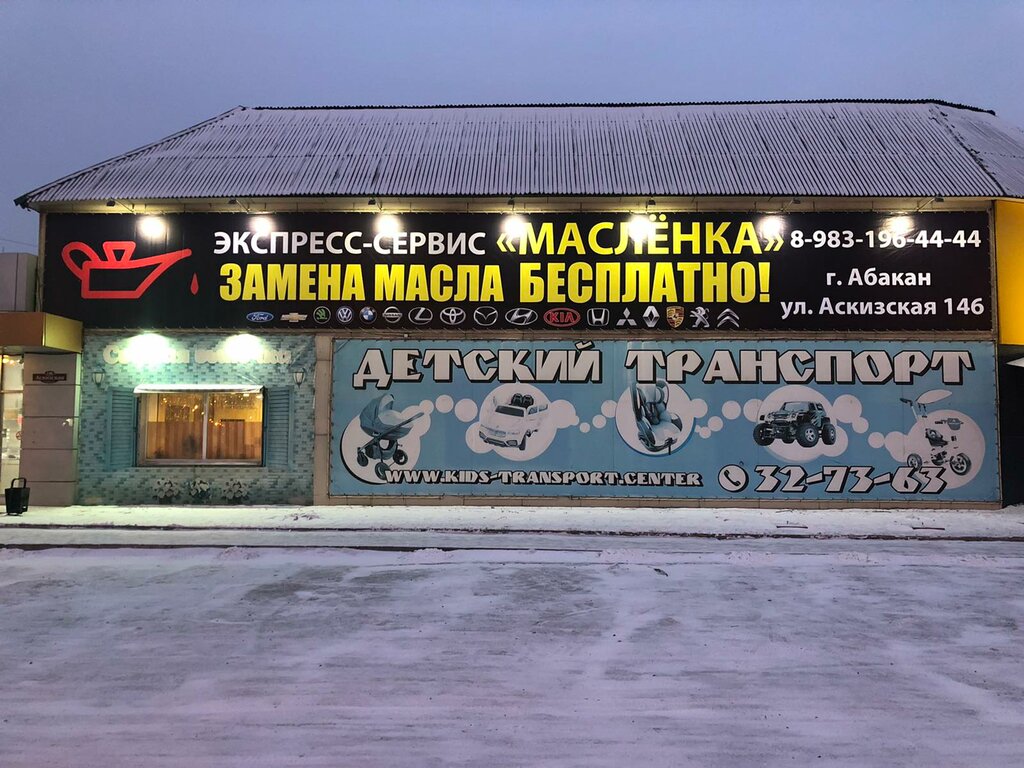 ЭКСПРЕСС-СЕРВИС «МАСЛЁНКА» 8-983-196-44-44
ЗАМЕНА МАСЛА БЕСПЛАТНО!
г. Абакан
ул. Аскизская 146
Ford
KIA
ДЕТСКИЙ ТРАНСПОРТ
WWW.KIDS-TRANSPORT.CENTER 32-73-63